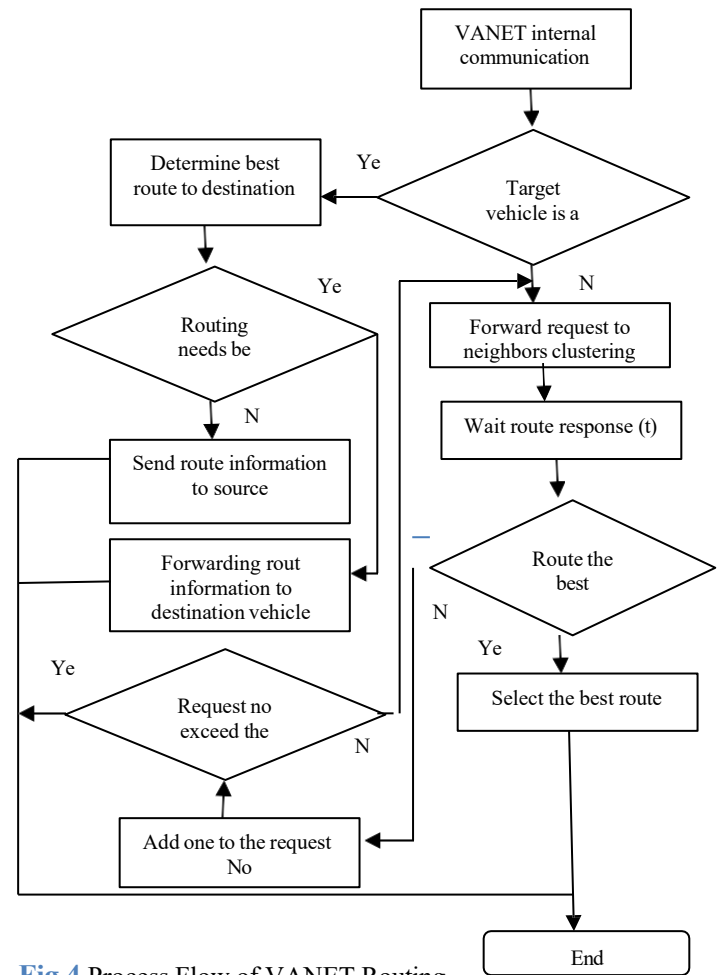 VANET internal
communication
Ye
Determine best
route to destination
Target
vehicle is a
Ye
N
Routing
needs be
Forward request to
neighbors clustering
N
Wait route response (t)
Send route information
to source
Forwarding rout
information to
destination vehicle
Route the
best
N
Ye
Ye
Select the best route
Request no
exceed the
N
Add one to the request
No
End
Fig 4 Process Flow of VANET Routing